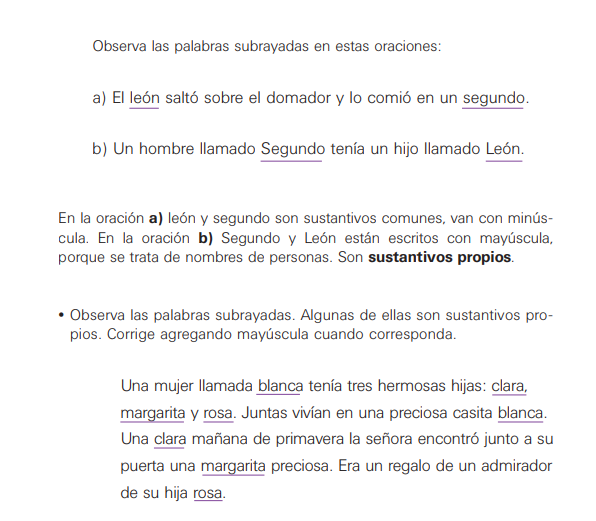 Observa las palabras subrayadas en estas oraciones:
a) El león saltó sobre el domador y lo comió en un segundo.
b) Un hombre llamado Segundo tenía un hijo llamado León.
En la oración a) león y segundo son sustantivos comunes, van con minús-
cula. En la oración b) Segundo y León están escritos con mayúscula,
porque se trata de nombres de personas. Son sustantivos propios.
• Observa las palabras subrayadas. Algunas de ellas son sustantivos pro-
pios. Corrige agregando mayúscula cuando corresponda.
Una mujer llamada blanca tenía tres hermosas hijas: clara,
margarita y rosa. Juntas vivían en una preciosa casita blanca.
Una clara mañana de primavera la señora encontró junto a su
puerta una margarita preciosa. Era un regalo de un admirador
de su hija rosa.